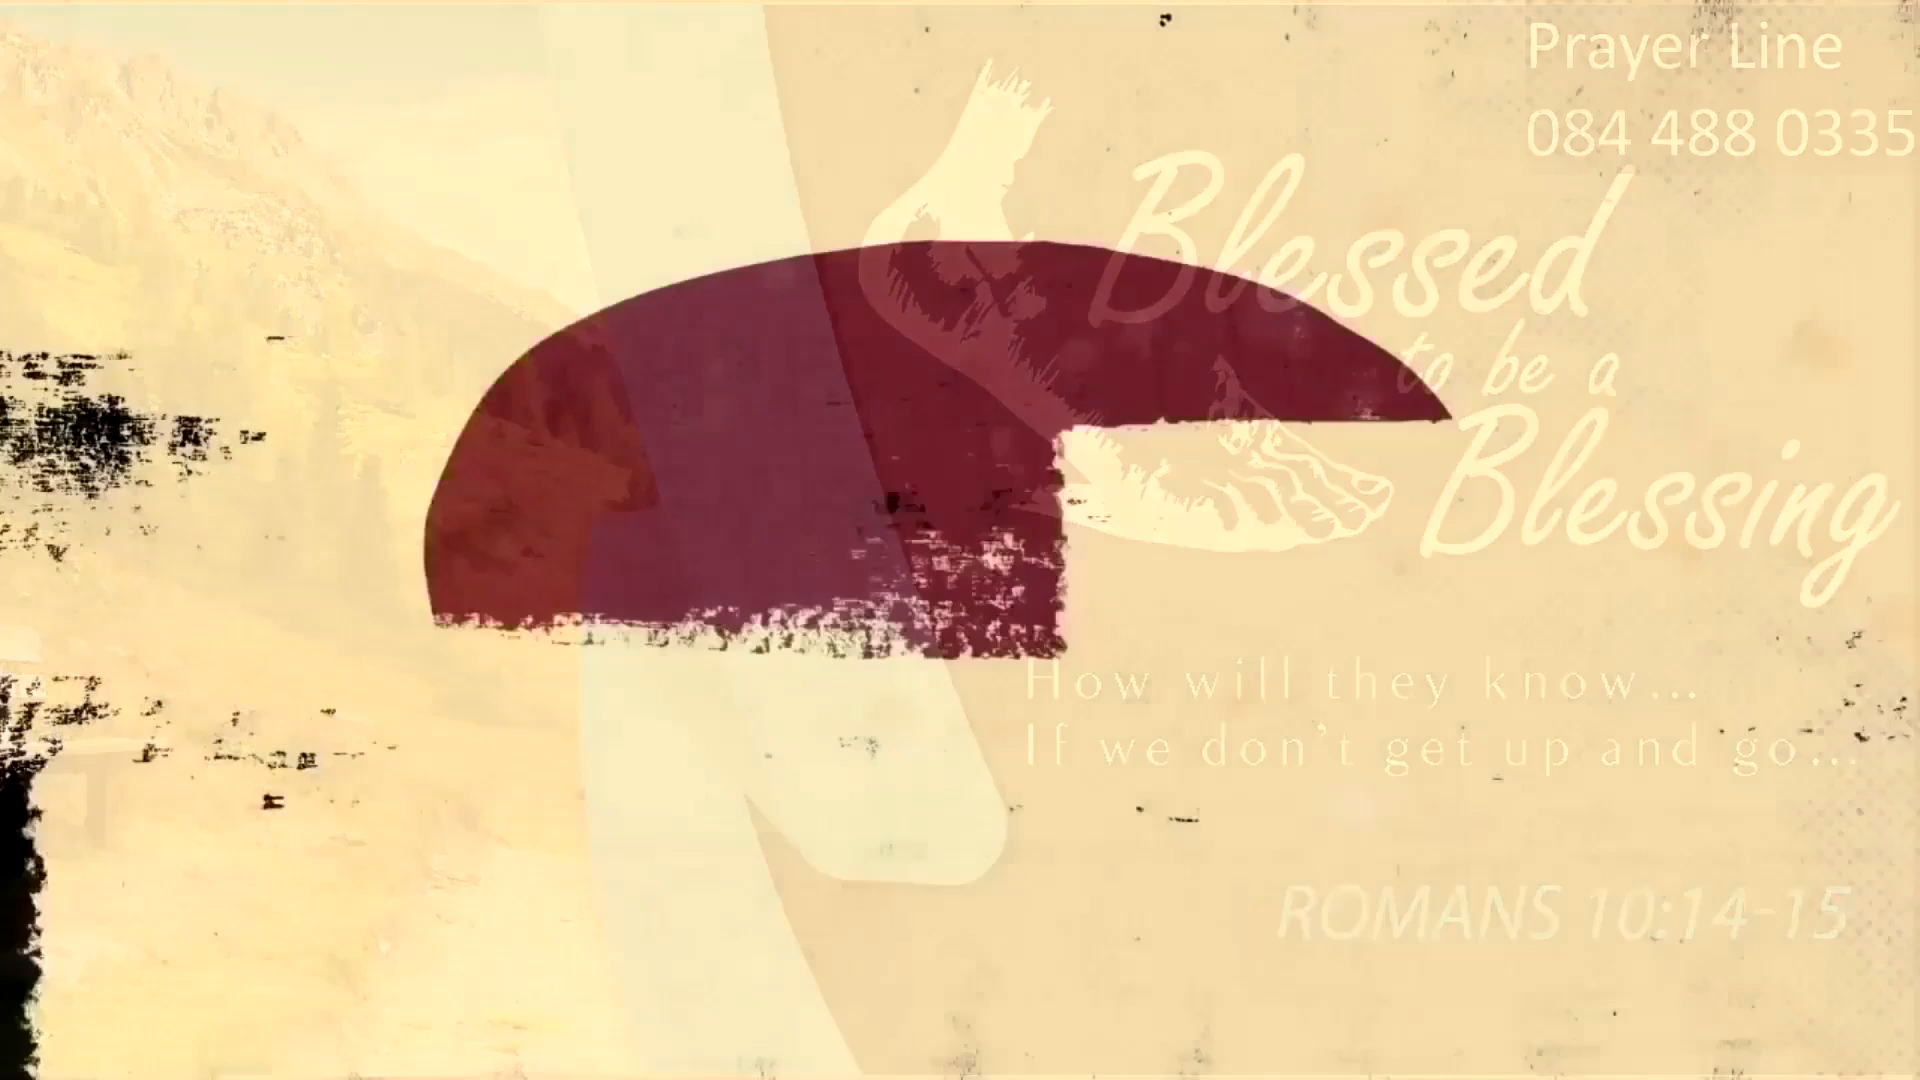 Prayer Line
084 488 0335
Blessed
to be a
Blessing
How will they know...
If we don't get up and go...
ROMANS 10:14-15